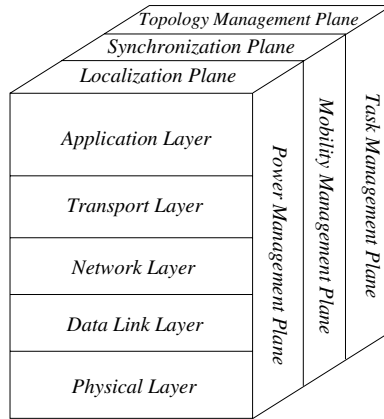 Topology Management Plane
Synchronization Plane
Localization Plane
Application Layer
Transport Layer
Network Layer
Data Link Layer
Physical Layer
Power Management Plane
Mobility Management Plane
Task Management Plane